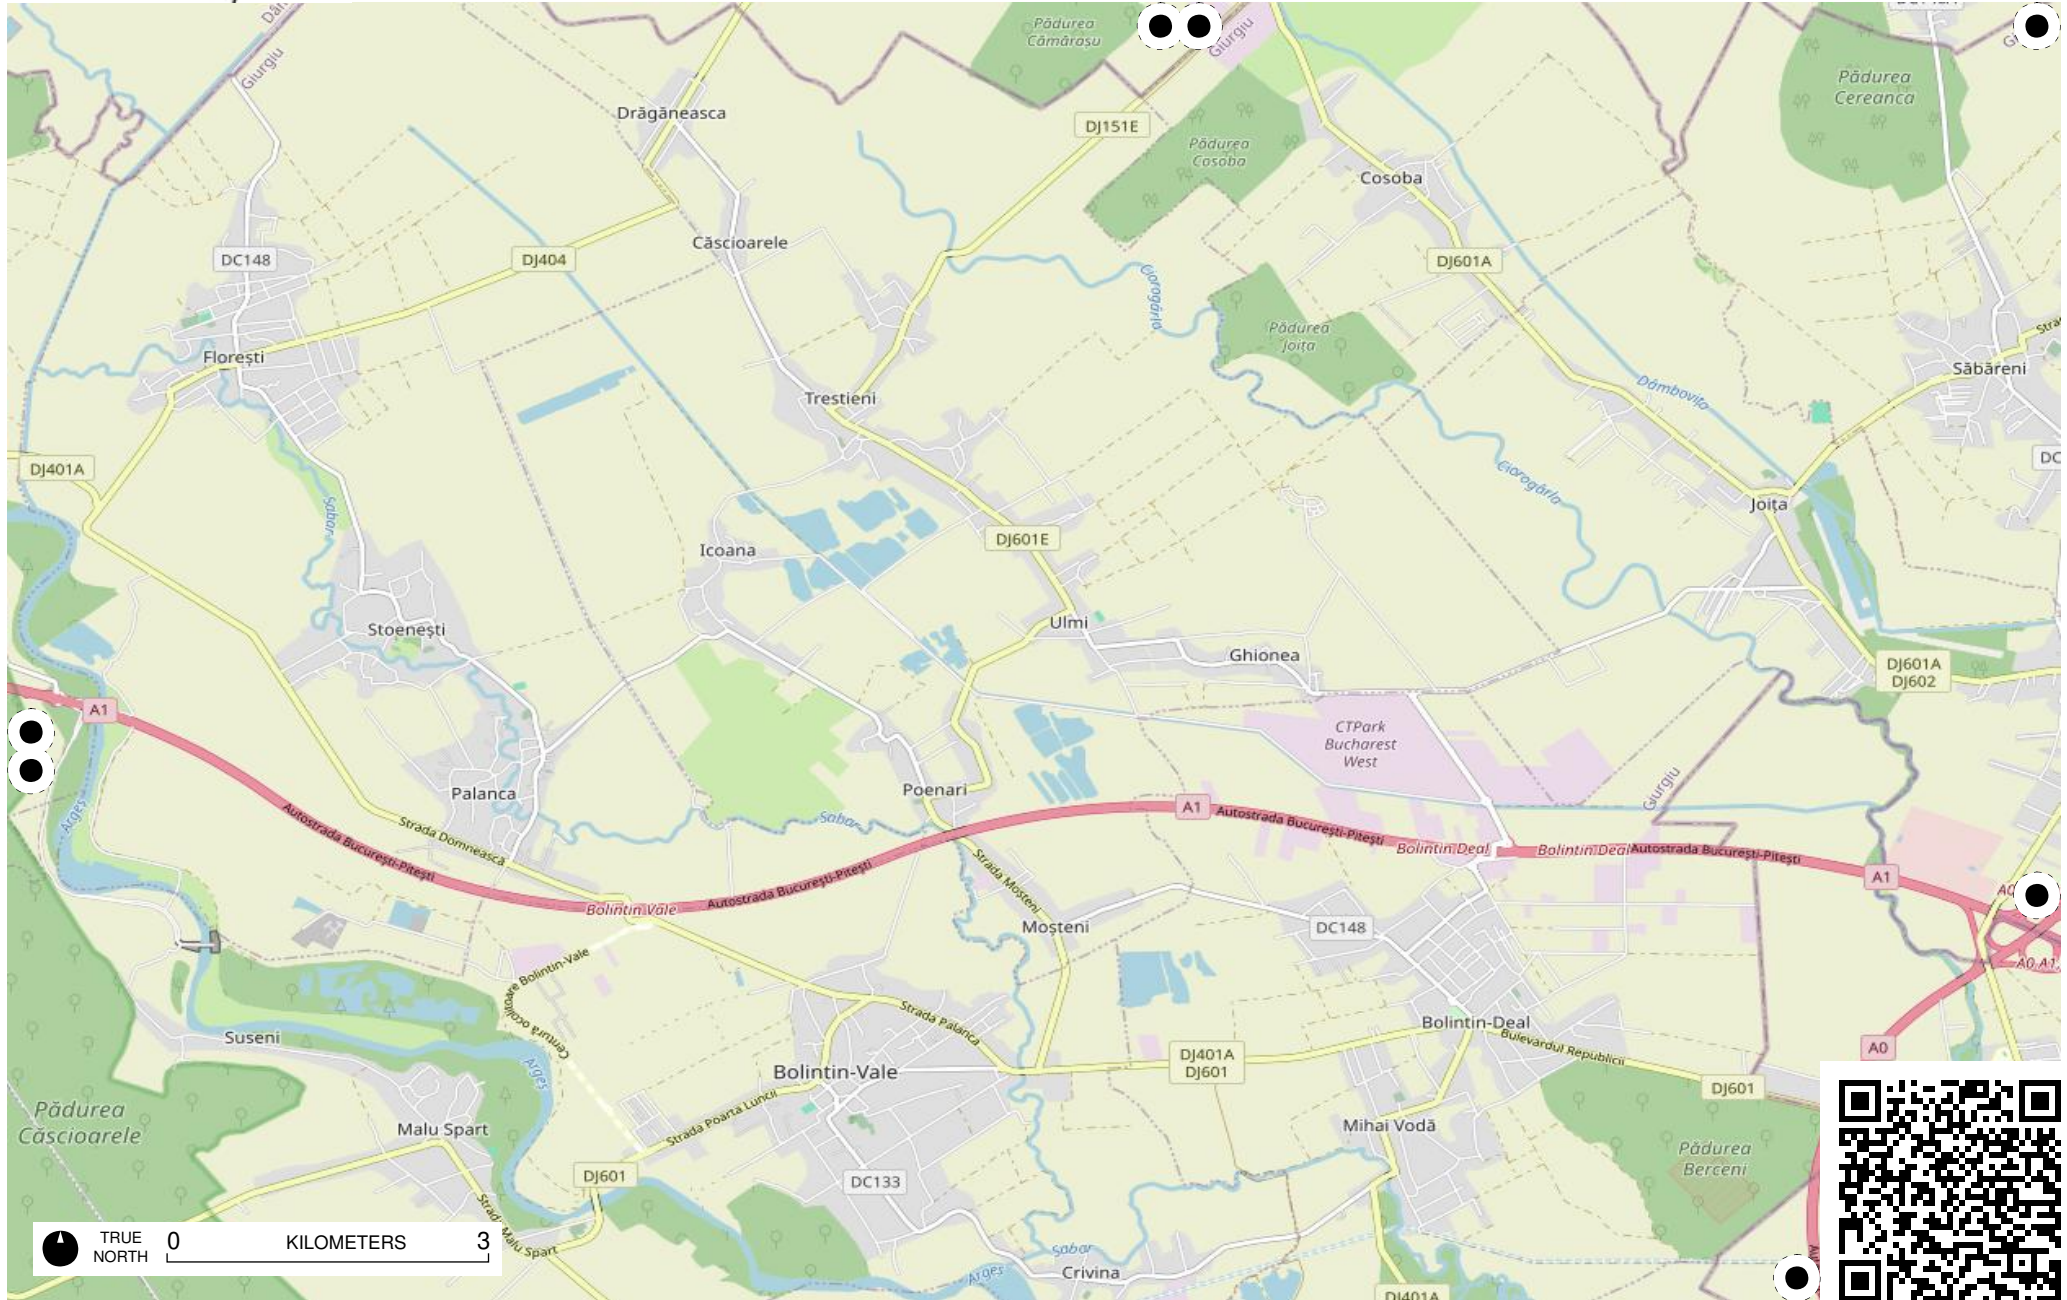 Giurgiu
Pădurea
Cămărașu
Giurgiu
Pădurea
Cereanca
Drăgăneasca
DJ151E
Pădurea
Cosoba
Cosoba
Căscioarele
DC148
DJ404
DJ601A
Ciorogârla
Pădurea
Joița
Florești
Trestieni
Dâmbovița
Săbăreni
DJ401A
Sabar
Ciorogârla
Joița
DJ601E
Icoana
Stoenești
Ulmi
Ghionea
DJ601A
DJ602
A1
CTPark
Bucharest
West
Giurgiu
Palanca
Poenari
Argeș
Autostrada București-Pitești
Strada Domnească
Sabar
A1
Autostrada București-Pitești
Bolintin Deal
Bolintin Deal
Autostrada București-Pitești
A1
Strada Moșteni
Autostrada București-Pitești
Bolintin Vale
Moșteni
DC148
A0 A1
Centura ocolitoare Bolintin-Vale
Strada Palanca
Bolintin-Deal
Bulevardul Republicii
Suseni
A0
DJ401A
DJ601
Argeș
Bolintin-Vale
DJ601
Pădurea
Căscioarele
Malu Spart
Strada Poarta Luncii
Mihai Vodă
Pădurea
Berceni
DJ601
DC133
Strada Malu Spart
Sabar
Argeș
Crivina
DJ401A
TRUE
NORTH
0 KILOMETERS 3